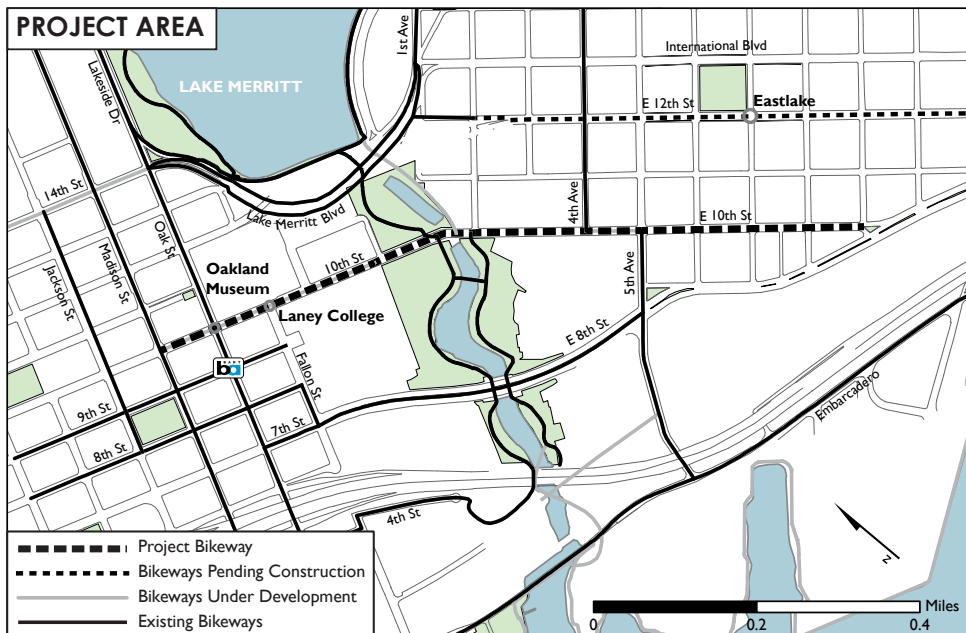 PROJECT AREA
LAKE MERRITT
1st Ave
International Blvd
Lakeside Dr
E 12th St
Eastlake
14th St
Lake Merritt Blvd
4th Ave
E 10th St
Oak St
Madison St
Jackson St
10th St
Oakland
Museum
Laney College
5th Ave
E 8th St
ba
Fallon St
9th St
8th St
7th St
Embarcadero
4th St
N
Project Bikeway
Bikeways Pending Construction
Bikeways Under Development
Existing Bikeways
Miles
0
0.2
0.4